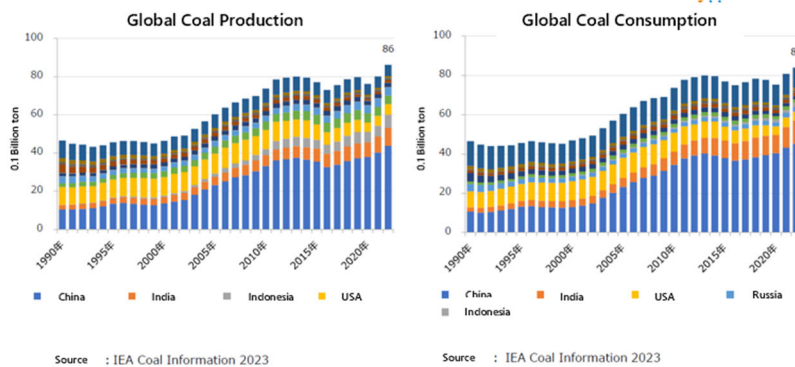 Global Coal Production
100
80
60
40
20
0
0.1 Billion ton
86
1990年
1995年
2000年
2005年
2010年
2015年
2020年
China
India
Indonesia
USA
Source : IEA Coal Information 2023
Global Coal Consumption
100
80
60
40
20
0
0.1 Billion ton
8
1990年
1995年
2000年
2005年
2010年
2015年
2020年
China
India
USA
Russia
Indonesia
Source : IEA Coal Information 2023